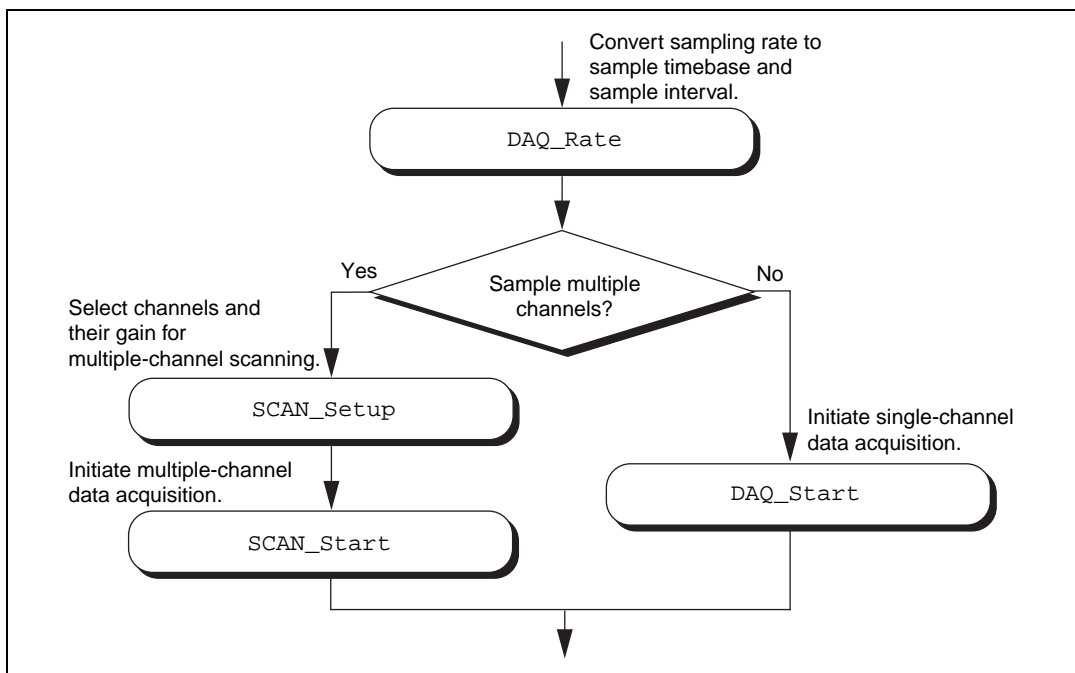 Convert sampling rate to
sample timebase and
sample interval.
DAQ_Rate
Yes
No
Sample multiple
channels?
Select channels and
their gain for
multiple-channel scanning.
SCAN_Setup
Initiate single-channel
data acquisition.
Initiate multiple-channel
data acquisition.
DAQ_Start
SCAN_Start